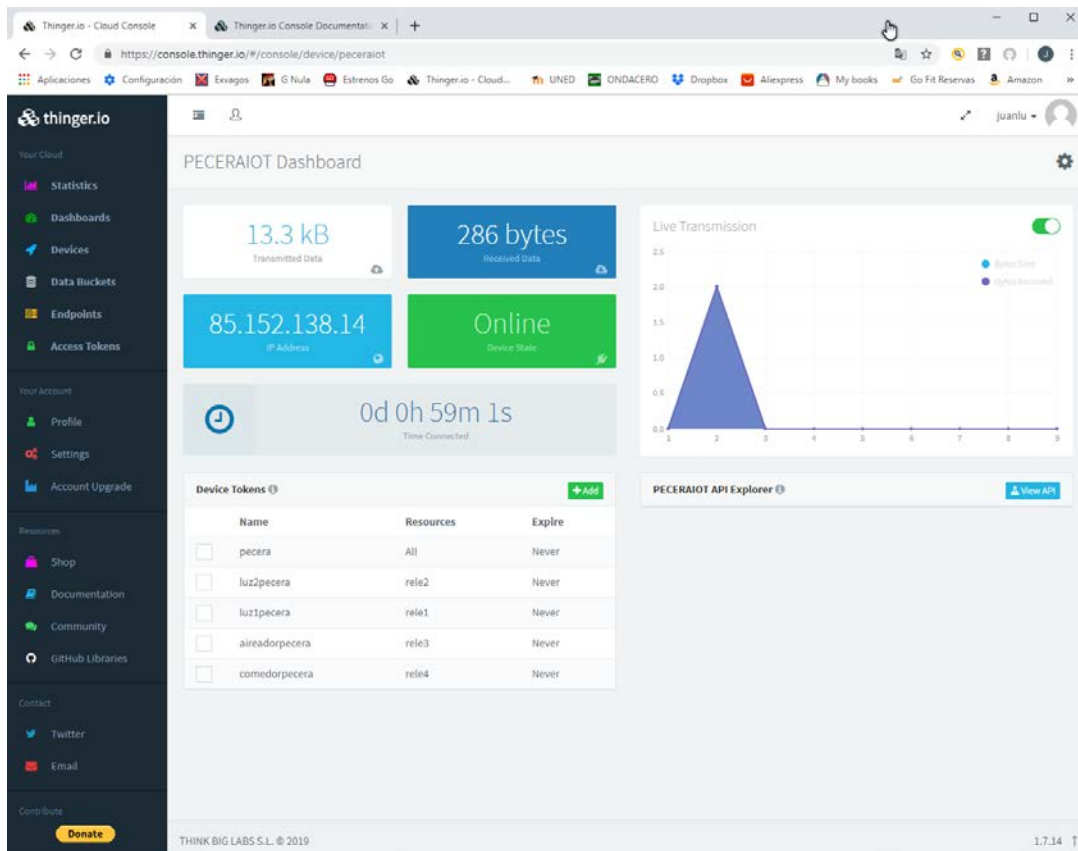 Thinger.io - Cloud Console
Thinger.io Console Documentati
https://console.thinger.io/#/console/device/peceraiot
Aplicaciones Configuración Exvagos G Nula Estrenos Go Thinger.io - Cloud... UNED ONDACERO Dropbox Aliexpress My books Go Fit Reservas Amazon »
thinger.io
juanlu
Your Cloud
Statistics
Dashboards
Devices
Data Buckets
Endpoints
Access Tokens
Your Account
Profile
Settings
Account Upgrade
Resources
Shop
Documentation
Community
GitHub Libraries
Contact
Twitter
Email
Contribute
Donate
PECERAIOT Dashboard
13.3 kB
Transmitted Data
286 bytes
Received Data
85.152.138.14
IP Address
Online
Device State
0d 0h 59m 1s
Time Connected
Live Transmission
Bytes Sent
Bytes Received
2.5
2.0
1.5
1.0
0.5
0.0
1 2 3 4 5 6 7 8 9
Device Tokens
+Add
Name Resources Expire
pecera All Never
luz2pecera rele2 Never
luz1pecera rele1 Never
aireadorpecera rele3 Never
comedorpecera rele4 Never
PECERAIOT API Explorer
View API
THINK BIG LABS S.L. © 2019
1.7.14